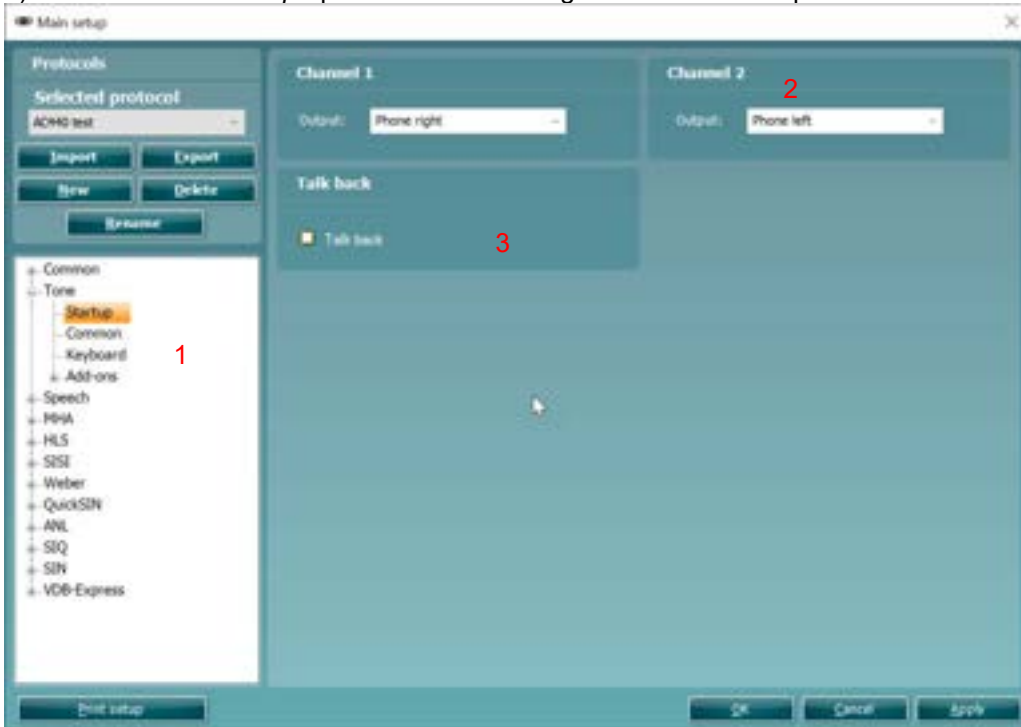 Main setup
Protocols
Selected protocol
AD440 test
Import Export
New Delete
Rename
Common
Tone
Startup
Common
Keyboard
Add-ons
Speech
MHA
HLS
SISI
Weber
QuickSIN
ANL
SIQ
SIN
VDB-Express
1
Print setup
Channel 1
Output: Phone right
Channel 2
2
Output: Phone left
Talk back
Talk back
3
OK Cancel Apply